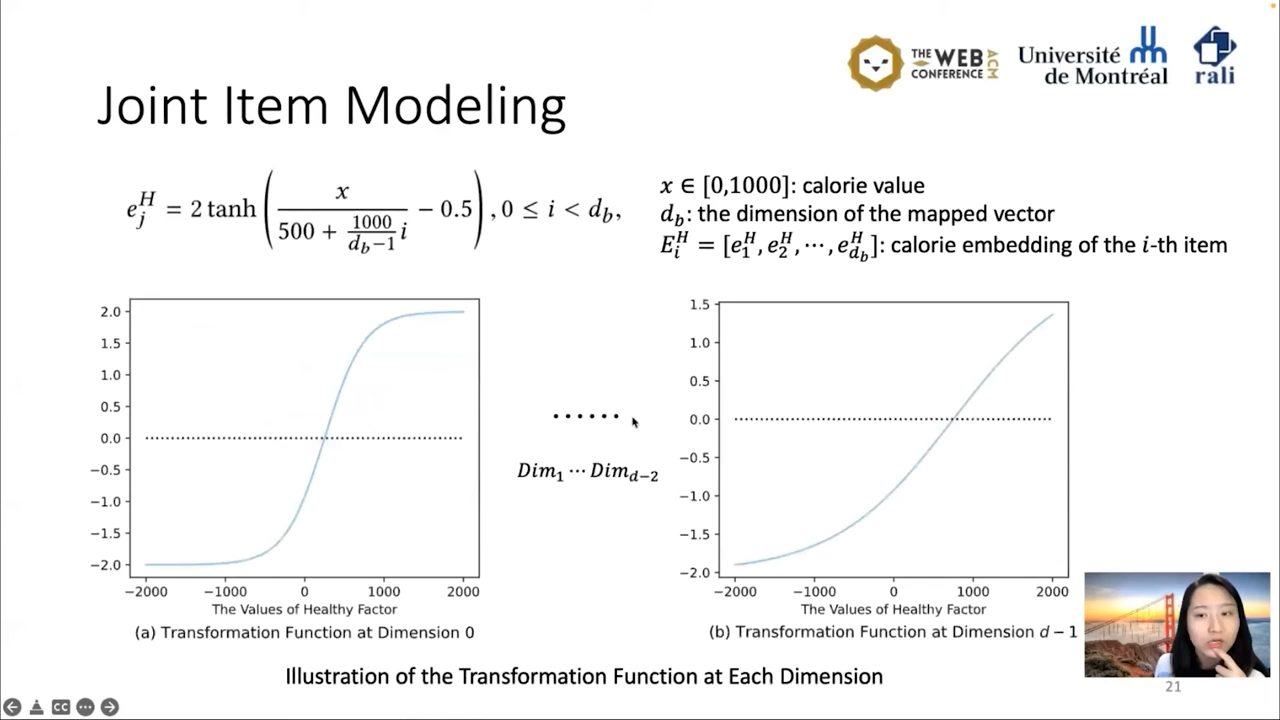 THE WEB
CONFERENCE
ACM
Université
de Montréal
rali
Joint Item Modeling
e_j^H = 2 tanh ( x / (500 + 1000/(d_b−1) i) − 0.5 ), 0 ≤ i < d_b,
x ∈ [0,1000]: calorie value
d_b: the dimension of the mapped vector
E_i^H = [e_1^H, e_2^H, ⋯, e_{d_b}^H]: calorie embedding of the i-th item
2.0
1.5
1.0
0.5
0.0
−0.5
−1.0
−1.5
−2.0
−2000 −1000 0 1000 2000
The Values of Healthy Factor
(a) Transformation Function at Dimension 0
......
Dim_1 ⋯ Dim_{d−2}
1.5
1.0
0.5
0.0
−0.5
−1.0
−1.5
−2.0
−2000 −1000 0 1000 2000
The Values of Healthy Factor
(b) Transformation Function at Dimension d − 1
Illustration of the Transformation Function at Each Dimension
21
CC